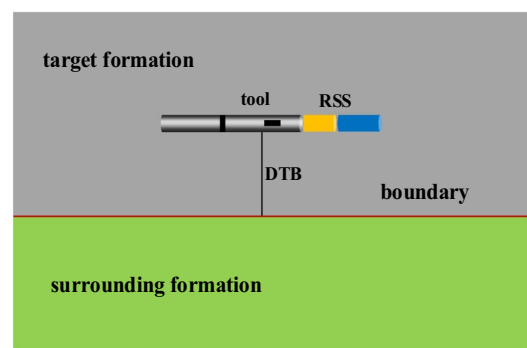 target formation
tool
RSS
DTB
boundary
surrounding formation